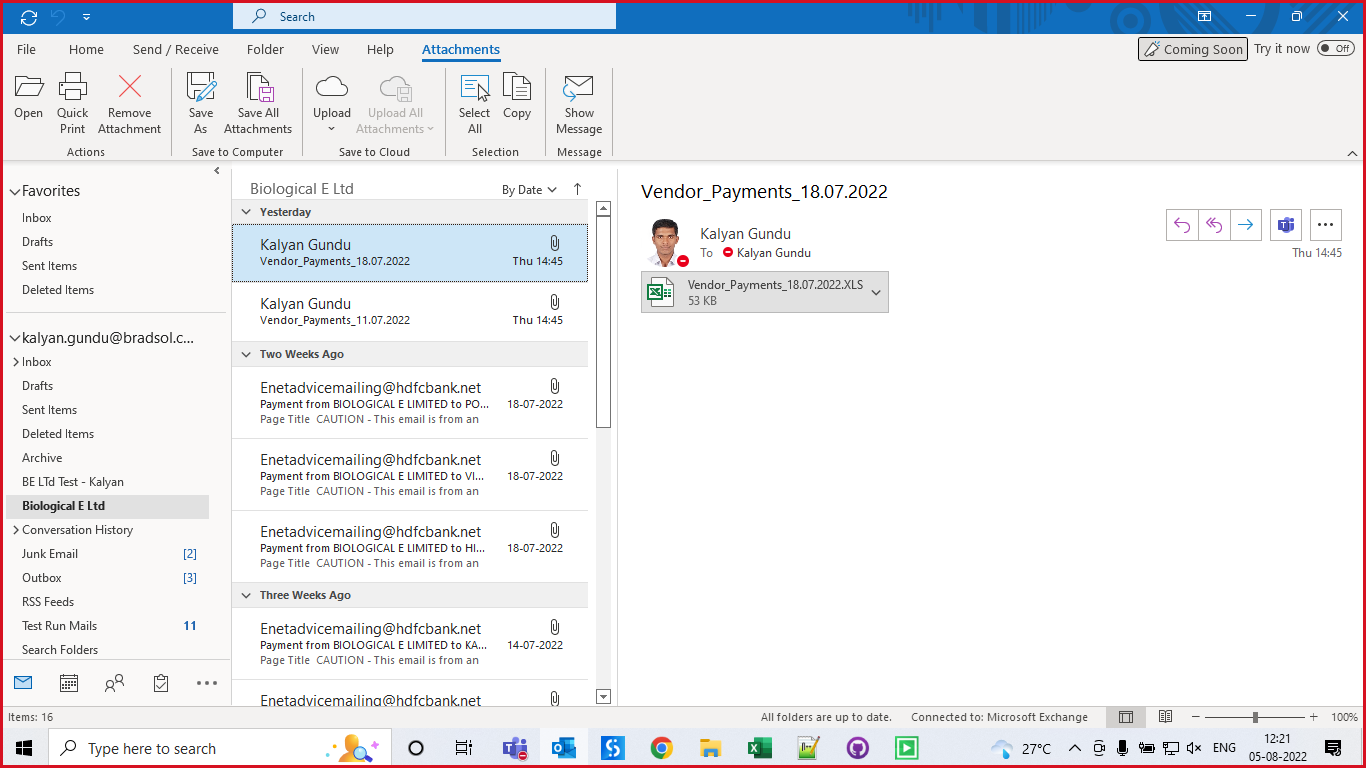 Search
File Home Send / Receive Folder View Help Attachments
Coming Soon Try it now Off
Open
Quick Print
Remove Attachment
Actions
Save As
Save All Attachments
Save to Computer
Upload
Upload All Attachments
Save to Cloud
Select All
Copy
Selection
Show Message
Message
Favorites
Inbox
Drafts
Sent Items
Deleted Items
kalyan.gundu@bradsol.c...
Inbox
Drafts
Sent Items
Deleted Items
Archive
BE LTd Test - Kalyan
Biological E Ltd
Conversation History
Junk Email [2]
Outbox [3]
RSS Feeds
Test Run Mails 11
Search Folders
Biological E Ltd By Date
Yesterday
Kalyan Gundu
Vendor_Payments_18.07.2022 Thu 14:45
Kalyan Gundu
Vendor_Payments_11.07.2022 Thu 14:45
Two Weeks Ago
Enetadvicemailing@hdfcbank.net
Payment from BIOLOGICAL E LIMITED to PO... 18-07-2022
Page Title CAUTION - This email is from an
Enetadvicemailing@hdfcbank.net
Payment from BIOLOGICAL E LIMITED to VI... 18-07-2022
Page Title CAUTION - This email is from an
Enetadvicemailing@hdfcbank.net
Payment from BIOLOGICAL E LIMITED to HI... 18-07-2022
Page Title CAUTION - This email is from an
Three Weeks Ago
Enetadvicemailing@hdfcbank.net
Payment from BIOLOGICAL E LIMITED to KA... 14-07-2022
Page Title CAUTION - This email is from an
Enetadvicemailing@hdfcbank.net
Vendor_Payments_18.07.2022
Kalyan Gundu
To Kalyan Gundu
Thu 14:45
Vendor_Payments_18.07.2022.XLS
53 KB
Items: 16 All folders are up to date. Connected to: Microsoft Exchange 100%
Type here to search 27°C ENG 12:21
05-08-2022